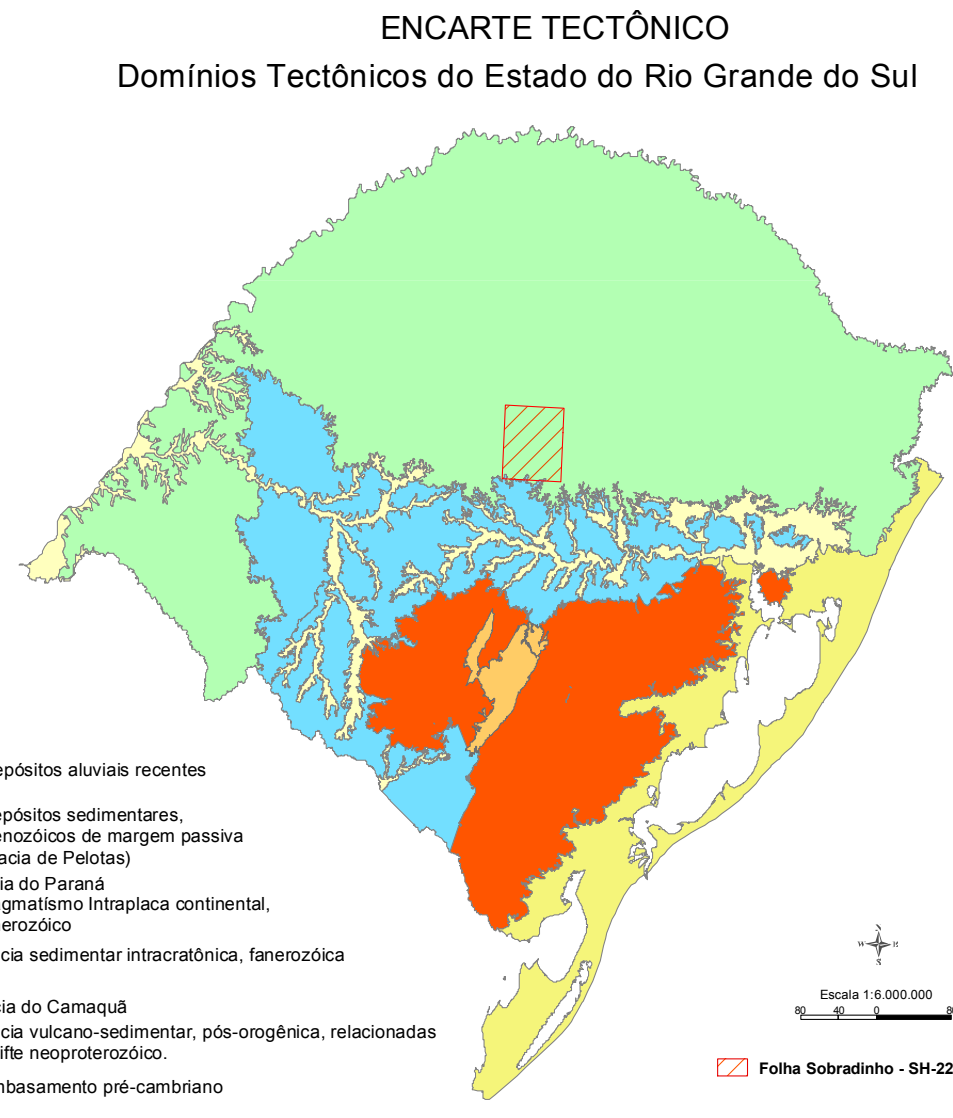 ENCARTE TECTÔNICO
Domínios Tectônicos do Estado do Rio Grande do Sul
epósitos aluviais recentes
epósitos sedimentares,
enozóicos de margem passiva
acia de Pelotas)
ia do Paraná
agmatísmo Intraplaca continental,
nerozóico
cia sedimentar intracratônica, fanerozóica
cia do Camaquã
cia vulcano-sedimentar, pós-orogênica, relacionadas
ifte neoproterozóico.
mbasamento pré-cambriano
N
W E
S
Escala 1:6.000.000
80 40 0 8
Folha Sobradinho - SH-22